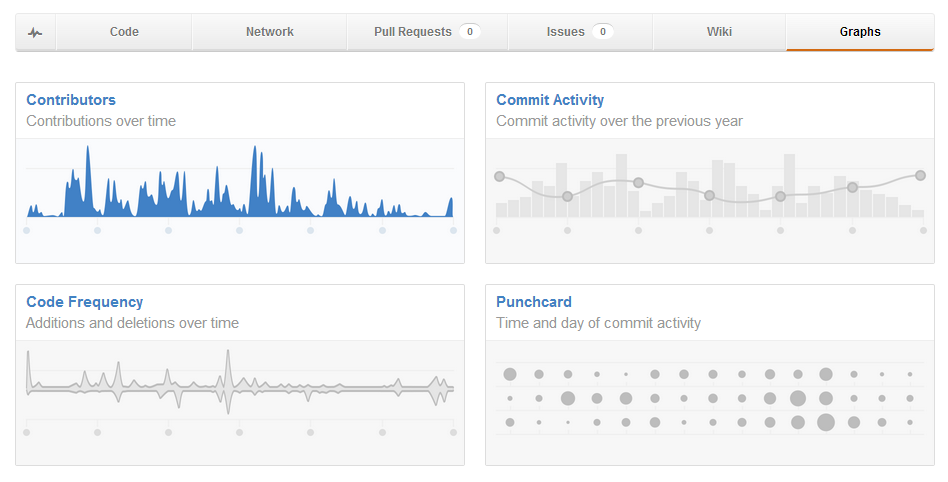 Code Network Pull Requests 0 Issues 0 Wiki Graphs
Contributors
Contributions over time
Commit Activity
Commit activity over the previous year
Code Frequency
Additions and deletions over time
Punchcard
Time and day of commit activity